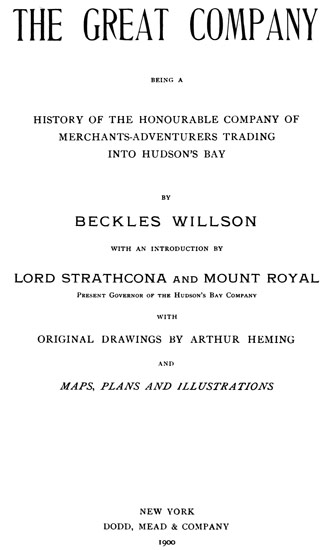 THE GREAT COMPANY
BEING A
HISTORY OF THE HONOURABLE COMPANY OF
MERCHANTS-ADVENTURERS TRADING
INTO HUDSON'S BAY
BY
BECKLES WILLSON
WITH AN INTRODUCTION BY
LORD STRATHCONA AND MOUNT ROYAL
PRESENT GOVERNOR OF THE HUDSON'S BAY COMPANY
WITH
ORIGINAL DRAWINGS BY ARTHUR HEMING
AND
MAPS, PLANS AND ILLUSTRATIONS
NEW YORK
DODD, MEAD & COMPANY
1900